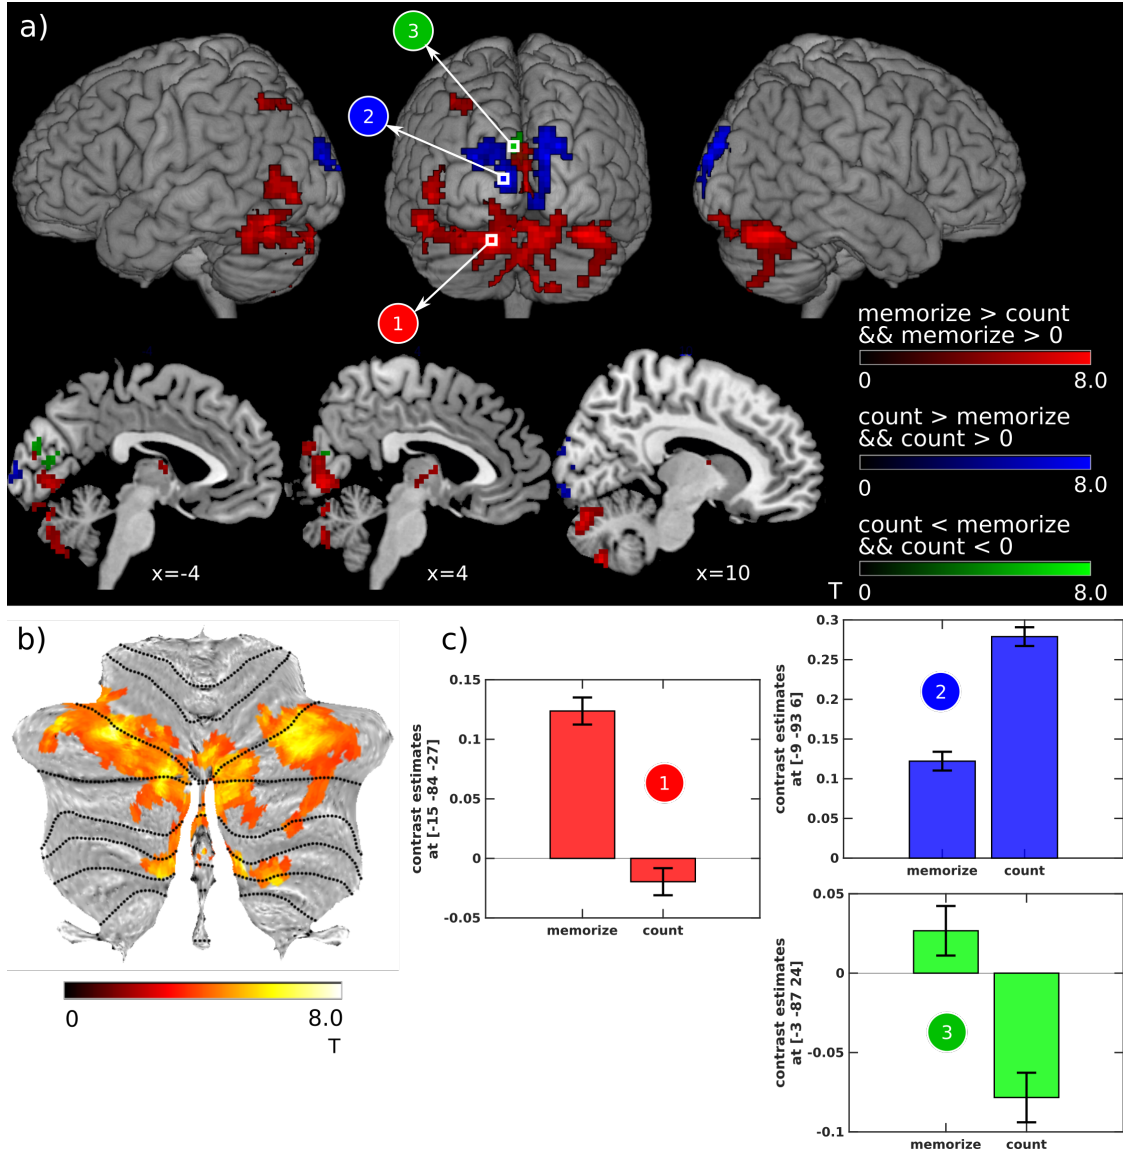 a)
3
2
1
memorize > count
&& memorize > 0
0 8.0
count > memorize
&& count > 0
0 8.0
count < memorize
&& count < 0
T 0 8.0
x=-4
x=4
x=10
b)
0 8.0
T
c)
contrast estimates
at [-15 -84 -27]
0.15
0.1
0.05
0
-0.05
1
memorize count
contrast estimates
at [-9 -93 6]
0.3
0.25
0.2
0.15
0.1
0.05
0
2
memorize count
contrast estimates
at [-3 -87 24]
0.05
0
-0.05
-0.1
3
memorize count